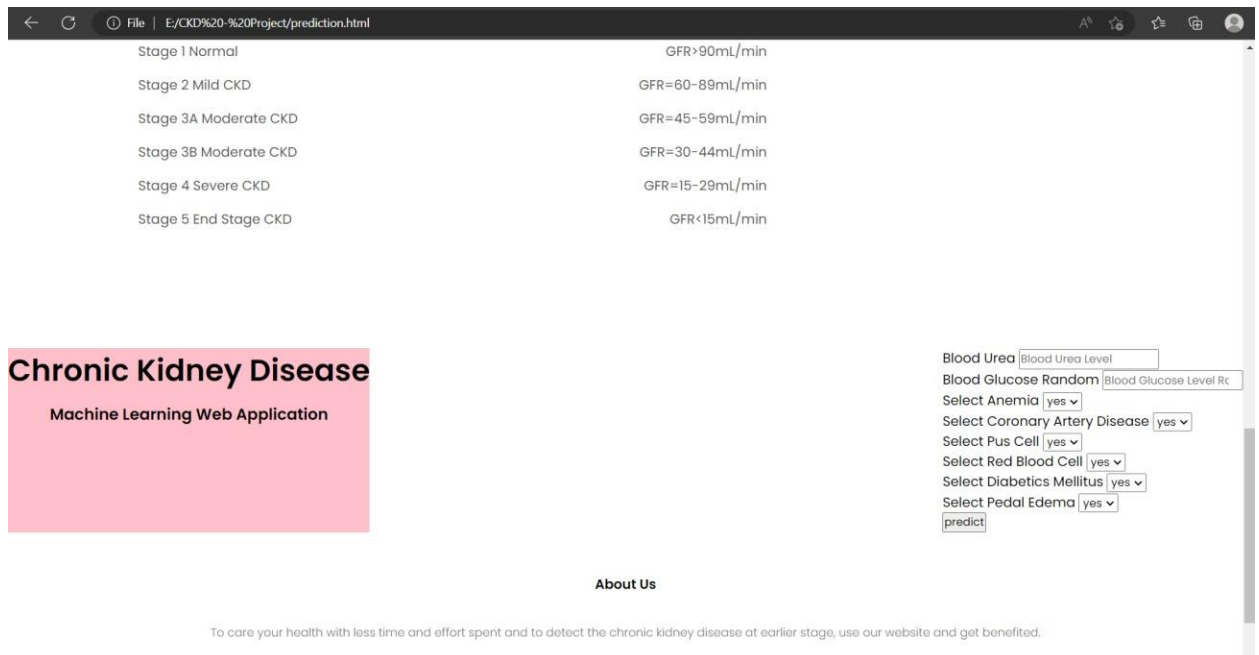 File | E:/CKD%20-%20Project/prediction.html
Stage 1 Normal GFR>90mL/min
Stage 2 Mild CKD GFR=60-89mL/min
Stage 3A Moderate CKD GFR=45-59mL/min
Stage 3B Moderate CKD GFR=30-44mL/min
Stage 4 Severe CKD GFR=15-29mL/min
Stage 5 End Stage CKD GFR<15mL/min
Chronic Kidney Disease
Machine Learning Web Application
Blood Urea Blood Urea Level
Blood Glucose Random Blood Glucose Level Rc
Select Anemia yes
Select Coronary Artery Disease yes
Select Pus Cell yes
Select Red Blood Cell yes
Select Diabetics Mellitus yes
Select Pedal Edema yes
predict
About Us
To care your health with less time and effort spent and to detect the chronic kidney disease at earlier stage, use our website and get benefited.